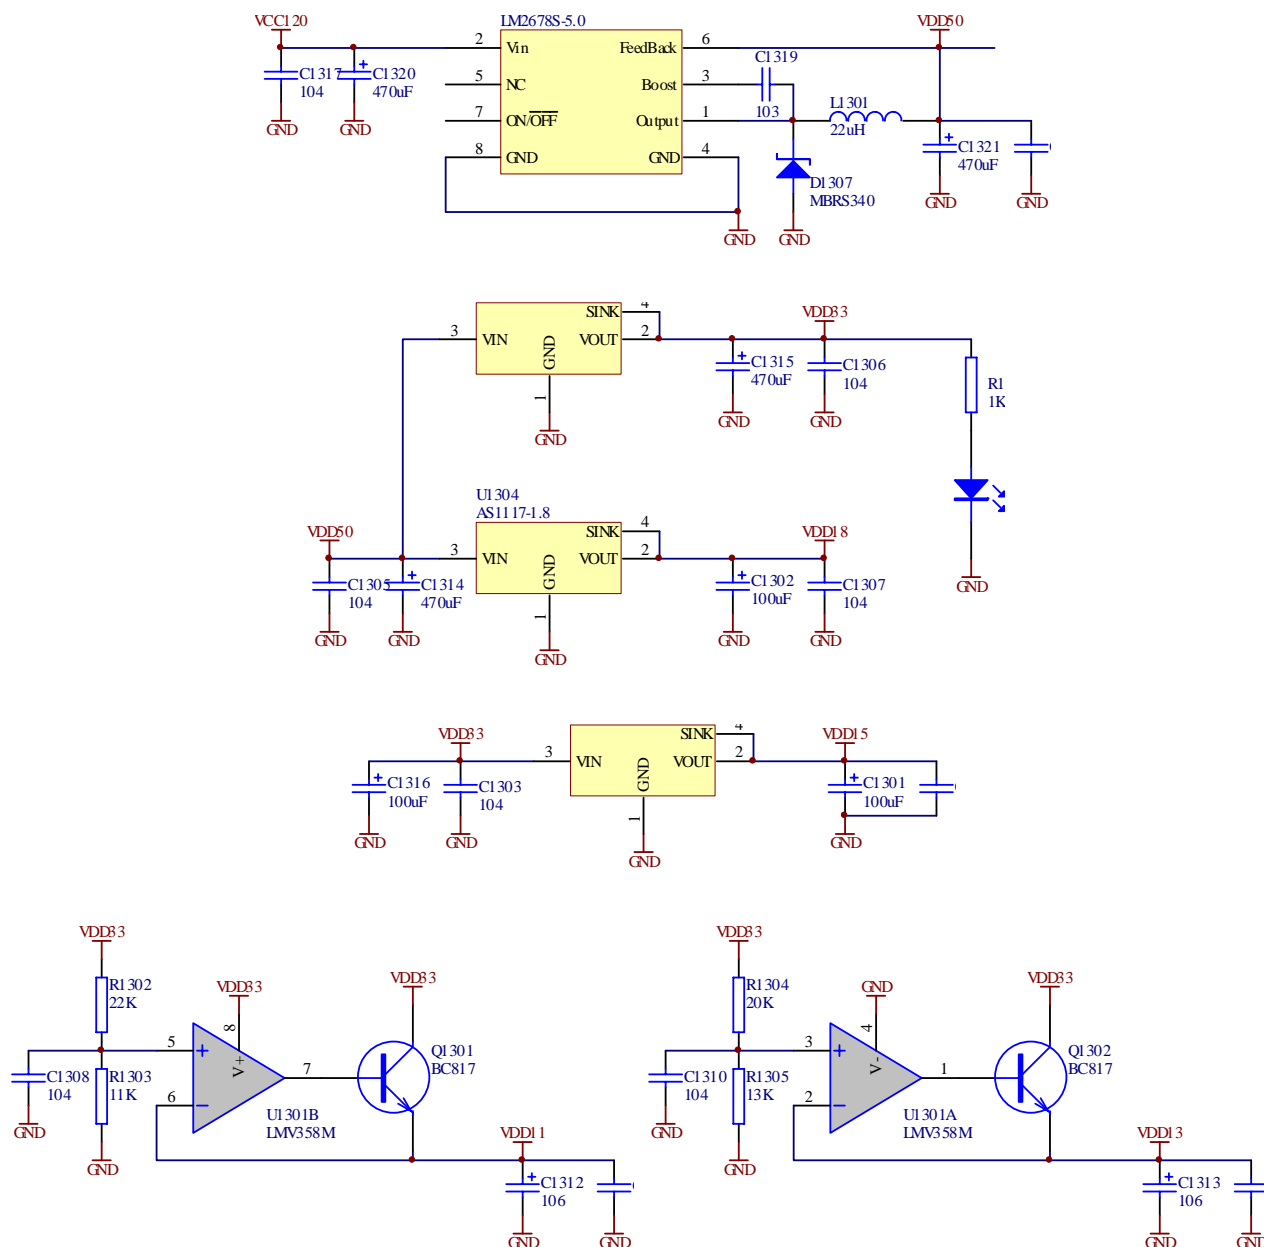 VCC120
LM2678S-5.0
VDD50
2
Vin
FeedBack
6
C1317
104
C1320
470uF
5
NC
Boost
3
C1319
103
7
ON/OFF
Output
1
L1301
22uH
8
GND
GND
4
D1307
MBRS340
C1321
470uF
GND
GND
GND
GND
GND
GND
SINK
4
VDD33
3
VIN
VOUT
2
GND
1
GND
C1315
470uF
C1306
104
R1
1K
GND
GND
U1304
AS1117-1.8
VDD50
SINK
4
VDD18
3
VIN
VOUT
2
GND
1
GND
C1305
104
C1314
470uF
C1302
100uF
C1307
104
GND
GND
GND
GND
GND
VDD33
SINK
4
VDD15
3
VIN
VOUT
2
GND
1
GND
C1316
100uF
C1303
104
C1301
100uF
GND
GND
GND
VDD33
R1302
22K
VDD33
VDD33
8
V+
5
+
7
Q1301
BC817
C1308
104
R1303
11K
6
−
U1301B
LMV358M
GND
GND
VDD11
C1312
106
GND
GND
VDD33
R1304
20K
GND
VDD33
4
V-
3
+
1
Q1302
BC817
C1310
104
R1305
13K
2
−
U1301A
LMV358M
GND
GND
VDD13
C1313
106
GND
GND